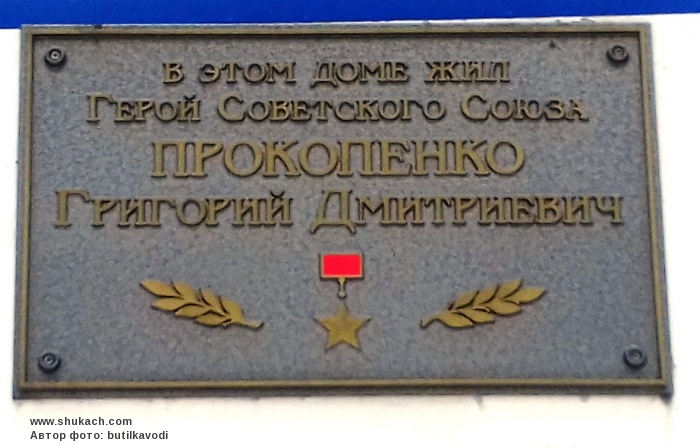 В ЭТОМ ДОМЕ ЖИЛ
ГЕРОЙ СОВЕТСКОГО СОЮЗА
ПРОКОПЕНКО
ГРИГОРИЙ ДМИТРИЕВИЧ
www.shukach.com
Автор фото: butilkavodi